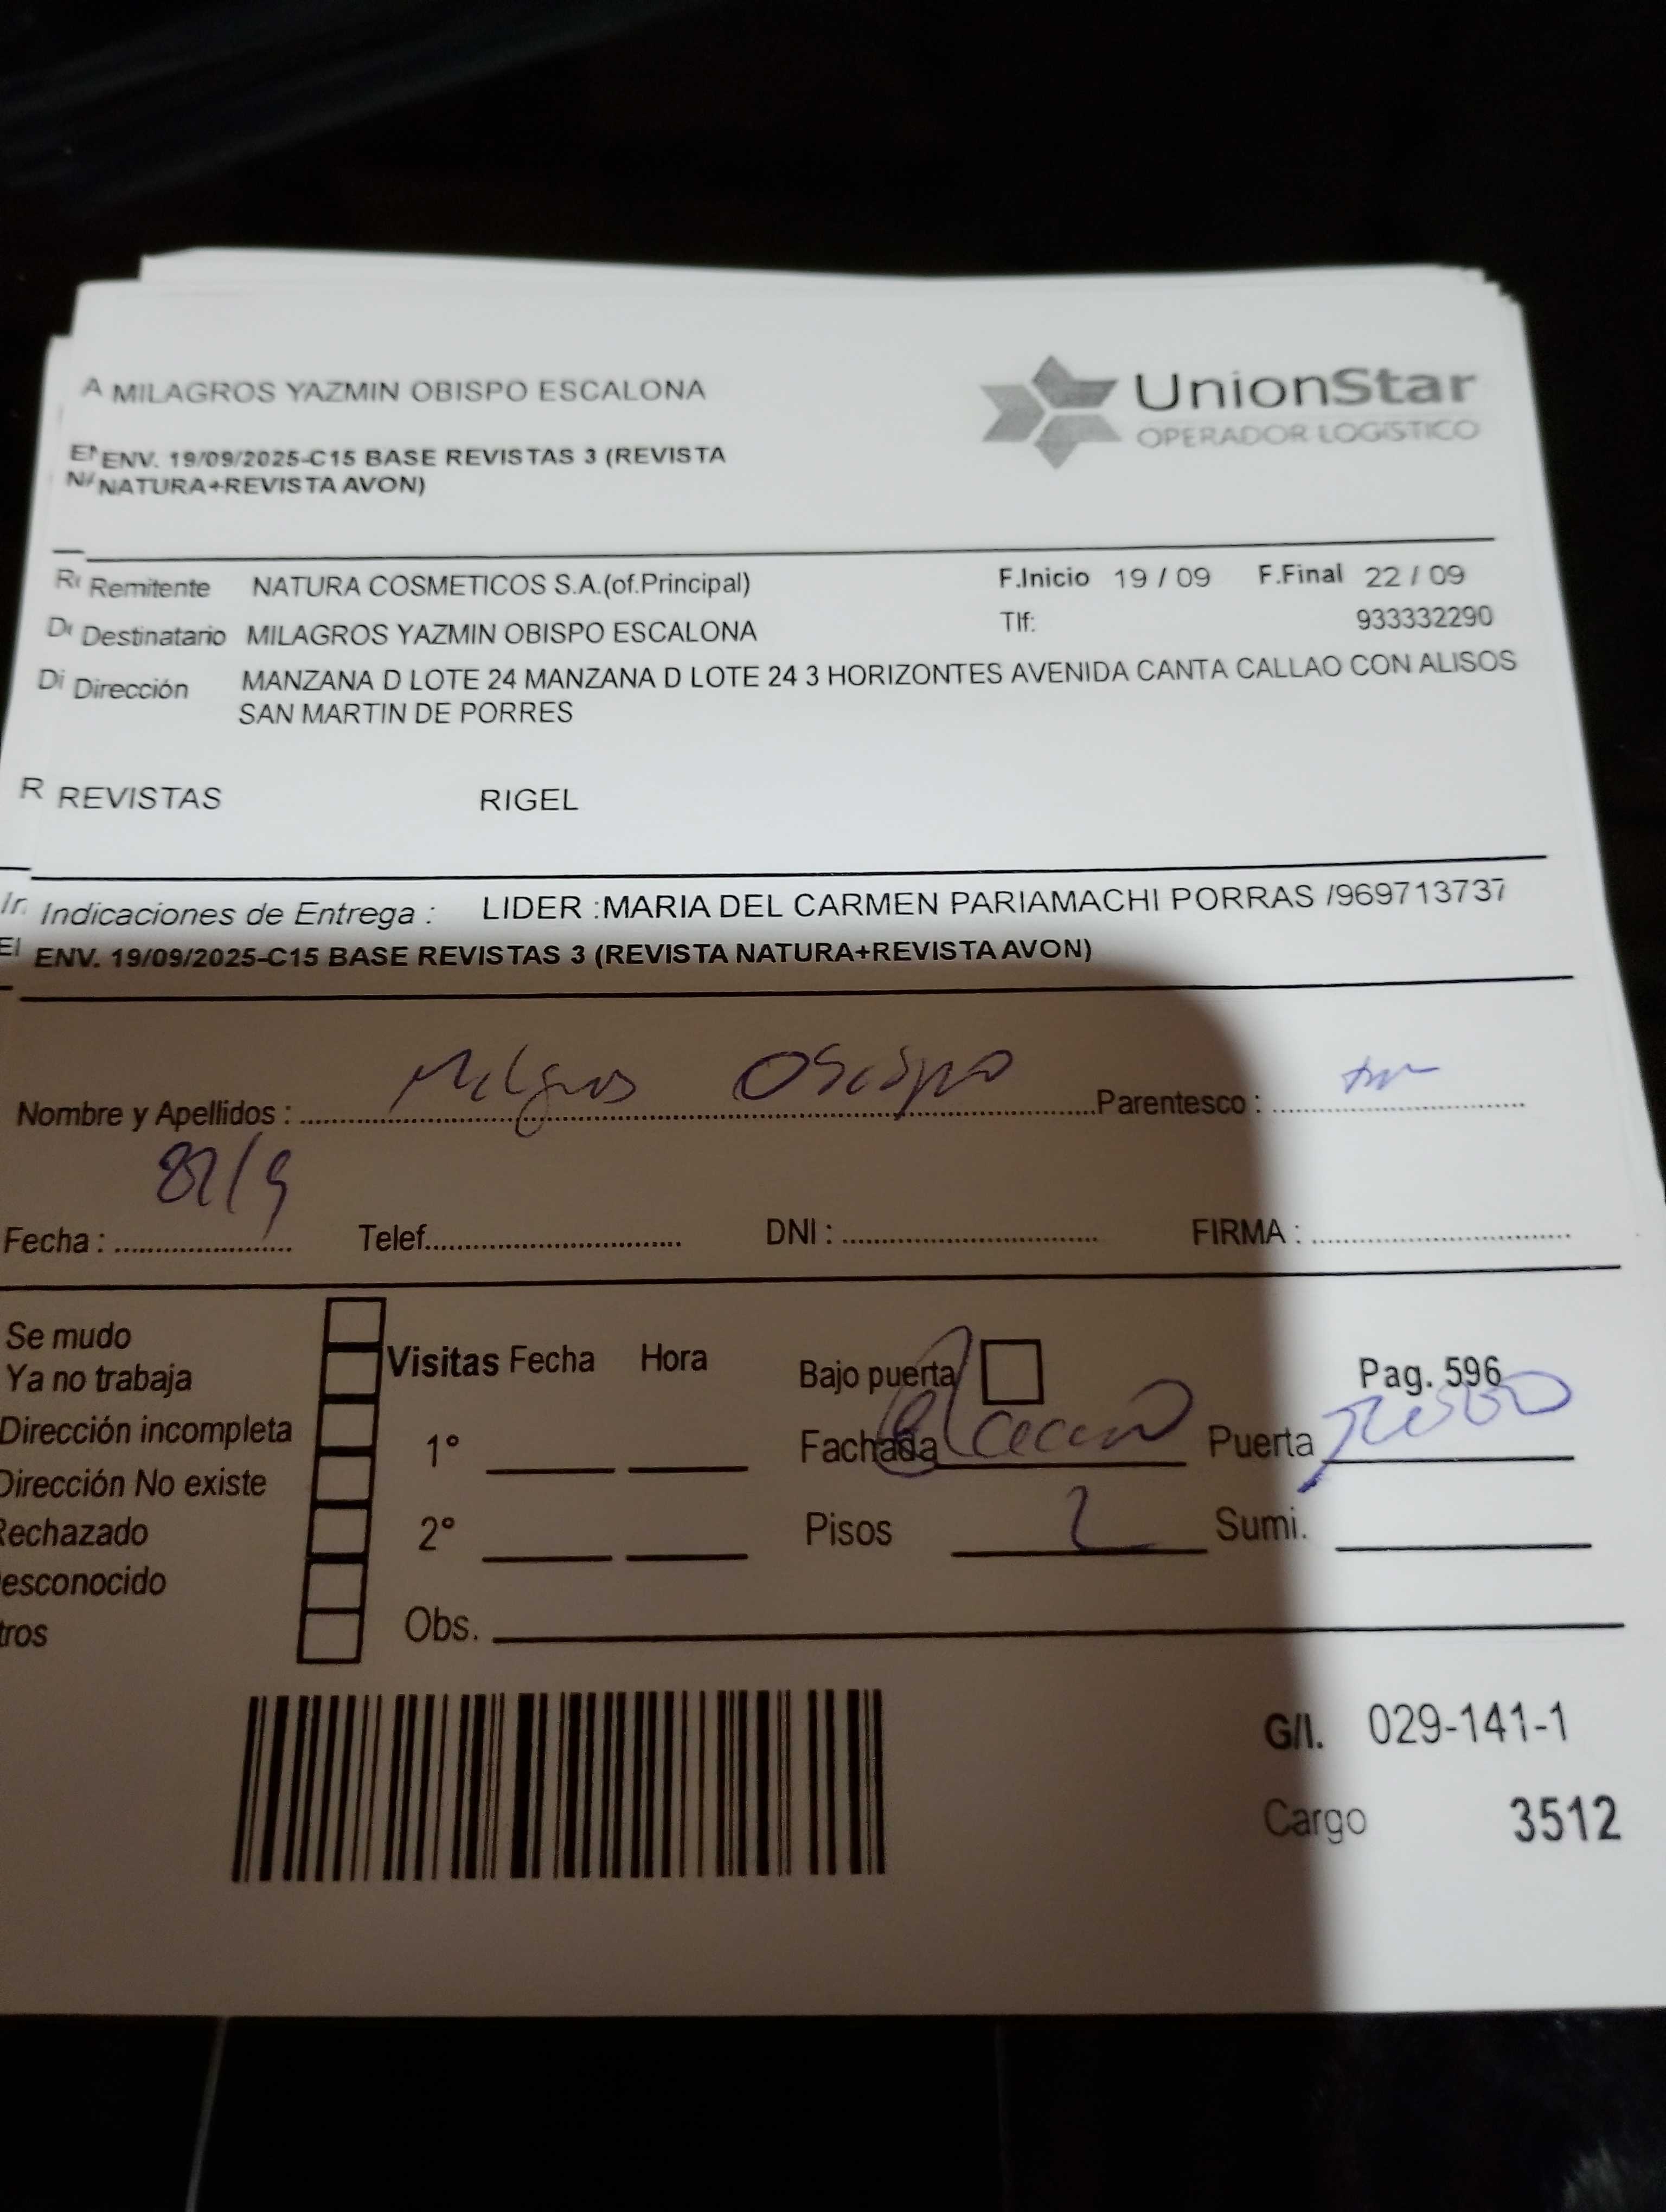 A MILAGROS YAZMIN OBISPO ESCALONA
UnionStar
OPERADOR LOGÍSTICO
ENV. 19/09/2025-C15 BASE REVISTAS 3 (REVISTA
NATURA+REVISTA AVON)
Remitente NATURA COSMETICOS S.A.(of.Principal) F.Inicio 19 / 09 F.Final 22 / 09
Destinatario MILAGROS YAZMIN OBISPO ESCALONA Tlf: 933332290
Dirección MANZANA D LOTE 24 MANZANA D LOTE 24 3 HORIZONTES AVENIDA CANTA CALLAO CON ALISOS
SAN MARTIN DE PORRES
REVISTAS RIGEL
Indicaciones de Entrega : LIDER :MARIA DEL CARMEN PARIAMACHI PORRAS /969713737
ENV. 19/09/2025-C15 BASE REVISTAS 3 (REVISTA NATURA+REVISTA AVON)
Nombre y Apellidos : Milagros Obispo Parentesco :
Fecha : Telef. DNI : FIRMA :
Se mudo
Ya no trabaja
Dirección incompleta
Dirección No existe
Rechazado
esconocido
tros
Visitas Fecha Hora
1°
2°
Obs.
Bajo puerta Pag. 596
Fachada Puerta
Pisos 2 Sumi.
G/I. 029-141-1
Cargo 3512